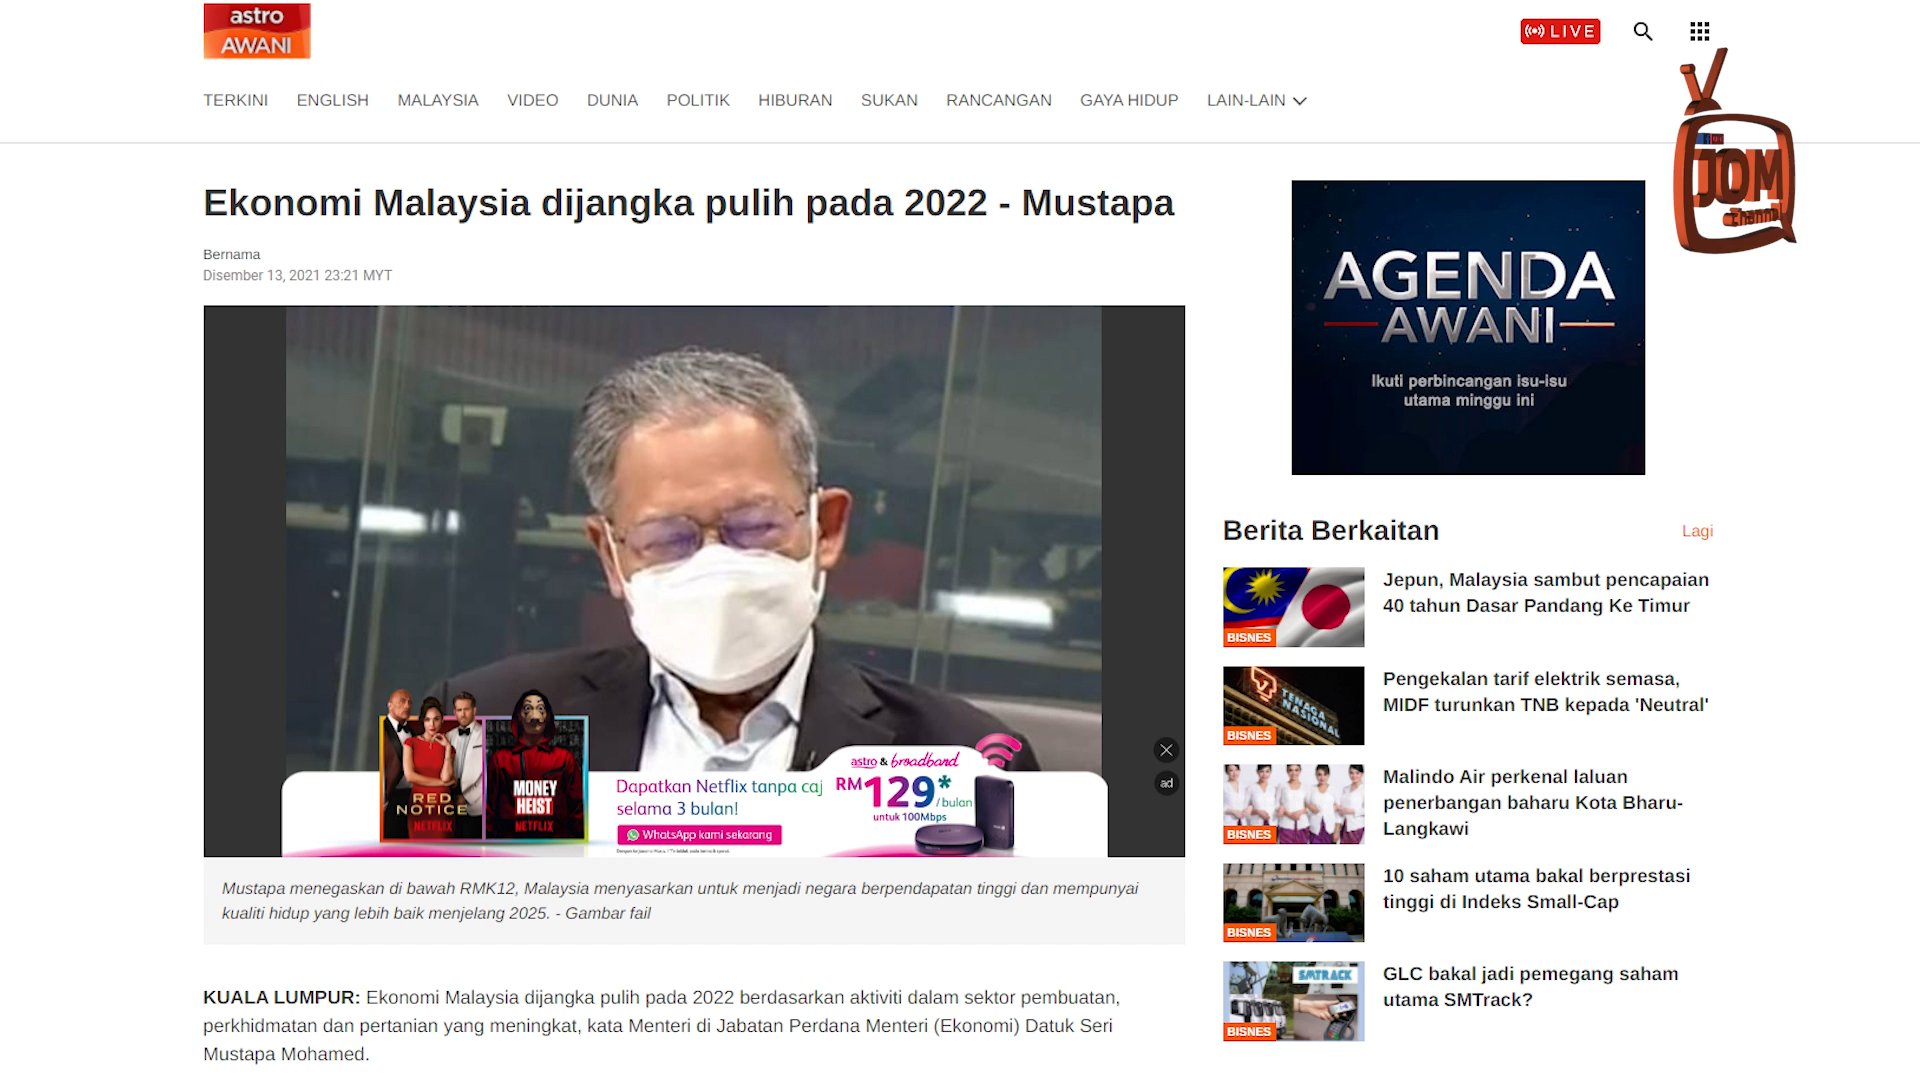 astro
AWANI
LIVE
TERKINI ENGLISH MALAYSIA VIDEO DUNIA POLITIK HIBURAN SUKAN RANCANGAN GAYA HIDUP LAIN-LAIN
JOM
channel
Ekonomi Malaysia dijangka pulih pada 2022 - Mustapa
Bernama
Disember 13, 2021 23:21 MYT
RED
NOTICE
NETFLIX
MONEY
HEIST
NETFLIX
Dapatkan Netflix tanpa caj
selama 3 bulan!
WhatsApp kami sekarang
astro & broadband
RM129*
/bulan
untuk 100Mbps
ad
Mustapa menegaskan di bawah RMK12, Malaysia menyasarkan untuk menjadi negara berpendapatan tinggi dan mempunyai
kualiti hidup yang lebih baik menjelang 2025. - Gambar fail
KUALA LUMPUR: Ekonomi Malaysia dijangka pulih pada 2022 berdasarkan aktiviti dalam sektor pembuatan,
perkhidmatan dan pertanian yang meningkat, kata Menteri di Jabatan Perdana Menteri (Ekonomi) Datuk Seri
Mustapa Mohamed.
AGENDA
AWANI
Ikuti perbincangan isu-isu
utama minggu ini
Berita Berkaitan
Lagi
BISNES
Jepun, Malaysia sambut pencapaian
40 tahun Dasar Pandang Ke Timur
TENAGA
NASIONAL
BISNES
Pengekalan tarif elektrik semasa,
MIDF turunkan TNB kepada 'Neutral'
BISNES
Malindo Air perkenal laluan
penerbangan baharu Kota Bharu-
Langkawi
BISNES
10 saham utama bakal berprestasi
tinggi di Indeks Small-Cap
SMTRACK
BISNES
GLC bakal jadi pemegang saham
utama SMTrack?